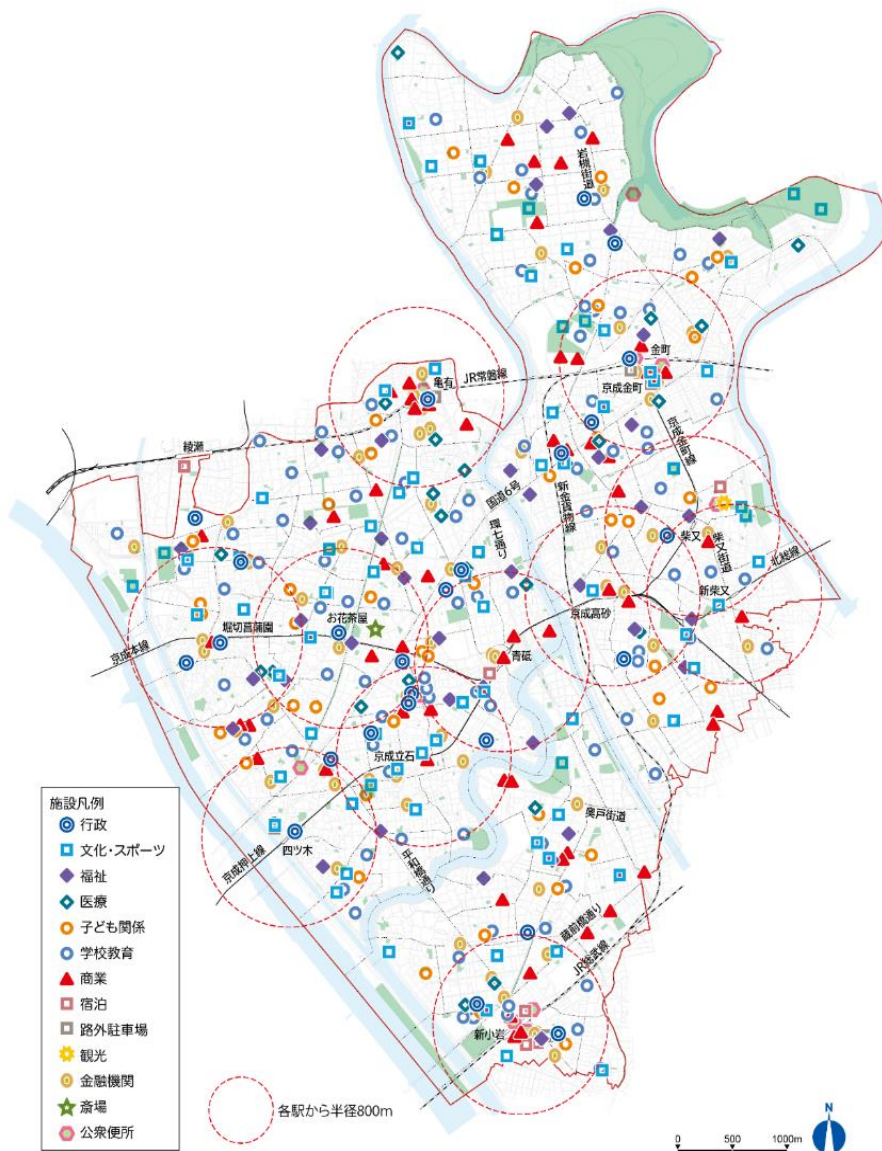 岩槻街道
金町
亀有
JR常磐線
京成金町
綾瀬
京成金町線
国道6号
新金貨物線
環七通り
柴又
柴又街道
北総線
新柴又
京成高砂
お花茶屋
堀切菖蒲園
京成本線
青砥
京成立石
奥戸街道
京成押上線
四ツ木
平和橋通り
蔵前橋通り
JR総武線
新小岩
施設凡例
行政
文化・スポーツ
福祉
医療
子ども関係
学校教育
商業
宿泊
路外駐車場
観光
金融機関
斎場
公衆便所
各駅から半径800m
N
0 500 1000m